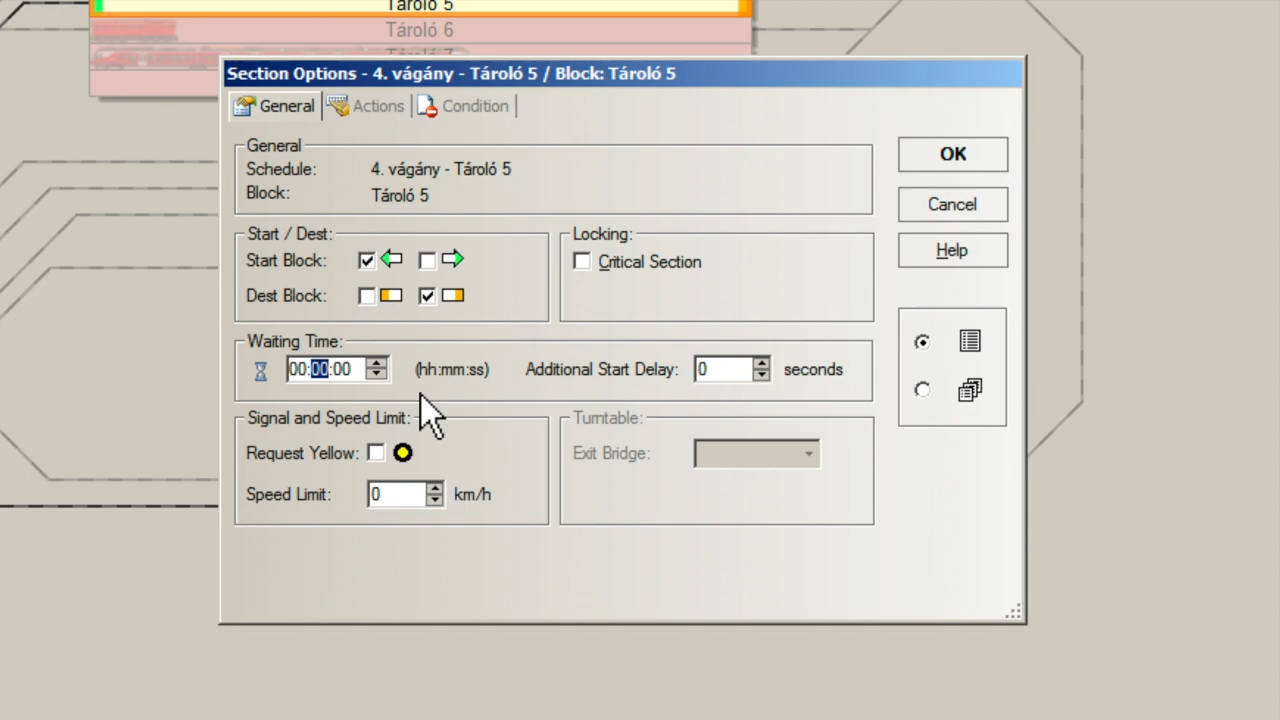 Tároló 5
Tároló 6
Tároló 7
Section Options - 4. vágány - Tároló 5 / Block: Tároló 5
General Actions Condition
General
Schedule: 4. vágány - Tároló 5
Block: Tároló 5
OK
Cancel
Help
Start / Dest:
Start Block:
Dest Block:
Locking:
Critical Section
Waiting Time:
00:00:00 (hh:mm:ss) Additional Start Delay: 0 seconds
Signal and Speed Limit:
Request Yellow:
Speed Limit: 0 km/h
Turntable:
Exit Bridge: